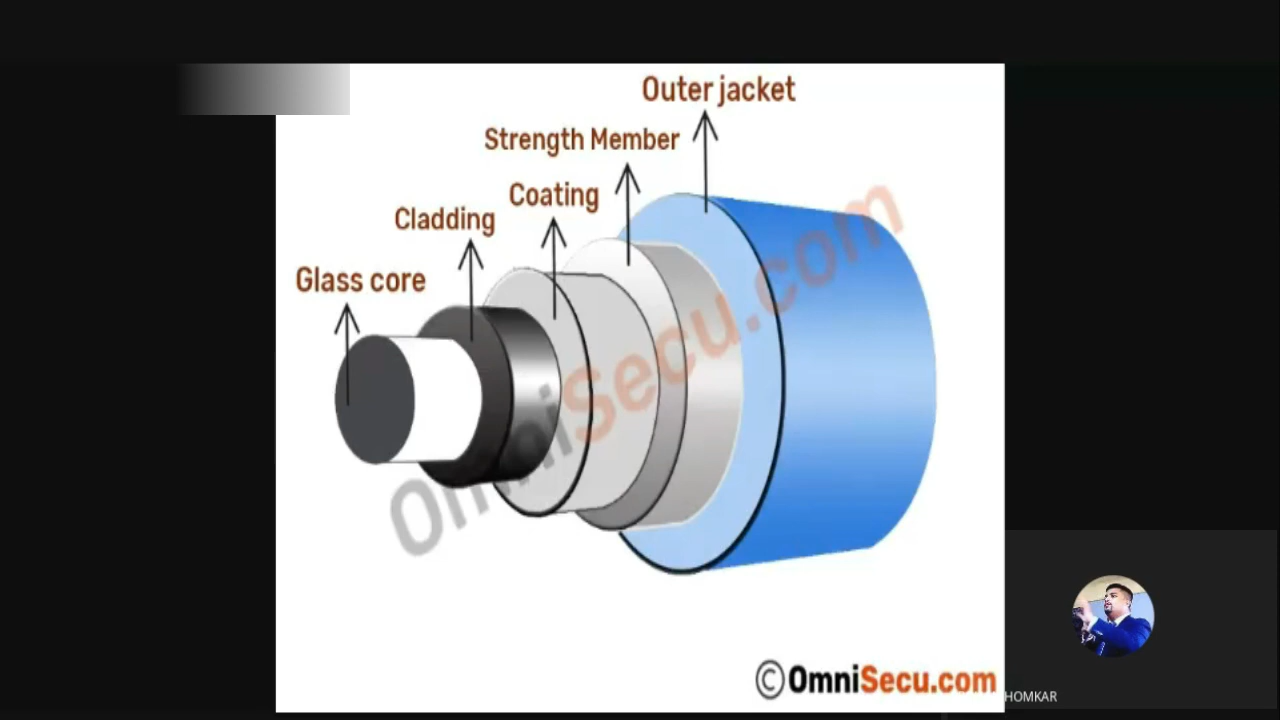 Outer jacket
Strength Member
Coating
Cladding
Glass core
OmniSecu.com
© OmniSecu.com
HOMKAR